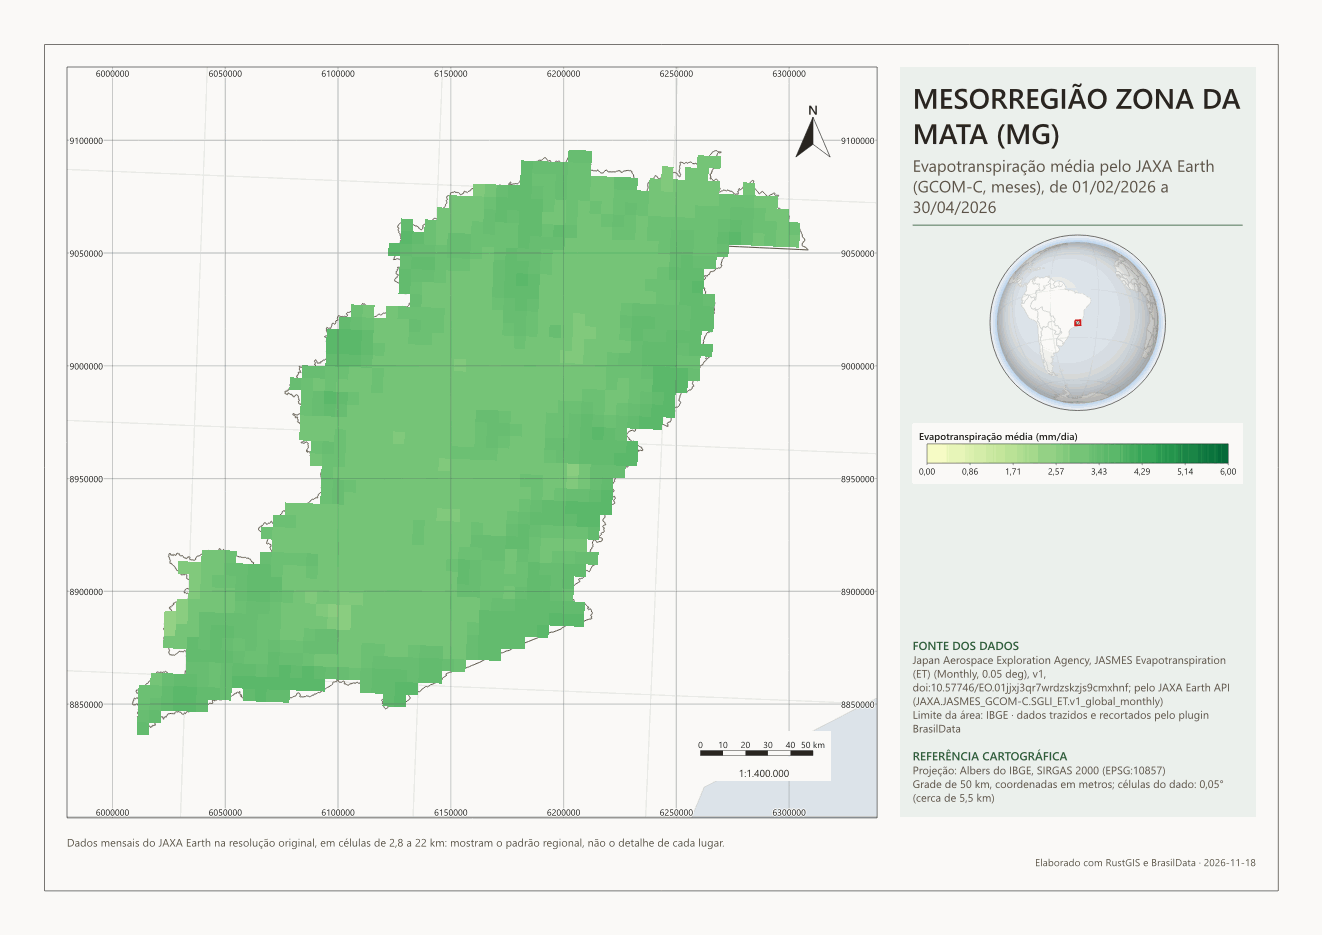 6000000 6050000 6100000 6150000 6200000 6250000 6300000
N
9100000 9100000
9050000 9050000
9000000 9000000
8950000 8950000
8900000 8900000
8850000 8850000
0 10 20 30 40 50 km
1:1.400.000
6000000 6050000 6100000 6150000 6200000 6250000 6300000
MESORREGIÃO ZONA DA
MATA (MG)
Evapotranspiração média pelo JAXA Earth
(GCOM-C, meses), de 01/02/2026 a
30/04/2026
Evapotranspiração média (mm/dia)
0,00 0,86 1,71 2,57 3,43 4,29 5,14 6,00
FONTE DOS DADOS
Japan Aerospace Exploration Agency, JASMES Evapotranspiration
(ET) (Monthly, 0.05 deg), v1,
doi:10.57746/EO.01jjxj3qr7wrdzskzjs9cmxhnf; pelo JAXA Earth API
(JAXA.JASMES_GCOM-C.SGLI_ET.v1_global_monthly)
Limite da área: IBGE · dados trazidos e recortados pelo plugin
BrasilData
REFERÊNCIA CARTOGRÁFICA
Projeção: Albers do IBGE, SIRGAS 2000 (EPSG:10857)
Grade de 50 km, coordenadas em metros; células do dado: 0,05°
(cerca de 5,5 km)
Dados mensais do JAXA Earth na resolução original, em células de 2,8 a 22 km: mostram o padrão regional, não o detalhe de cada lugar.
Elaborado com RustGIS e BrasilData · 2026-11-18